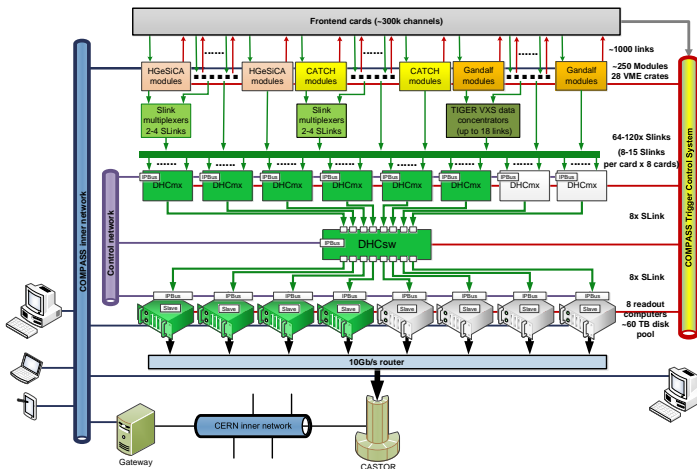 Frontend cards (~300k channels)
~1000 links
HGeSiCA modules
HGeSiCA modules
CATCH modules
CATCH modules
Gandalf modules
Gandalf modules
~250 Modules
28 VME crates
Slink multiplexers 2-4 SLinks
Slink multiplexers 2-4 SLinks
TIGER VXS data concentrators (up to 18 links)
64-120x Slinks
(8-15 Slinks per card x 8 cards)
IPBus
DHCmx
IPBus
DHCmx
IPBus
DHCmx
IPBus
DHCmx
IPBus
DHCmx
IPBus
DHCmx
IPBus
DHCmx
IPBus
DHCmx
8x SLink
IPBus
DHCsw
8x SLink
IPBus
IPBus
IPBus
IPBus
IPBus
IPBus
IPBus
IPBus
Slave
Slave
Slave
Slave
Slave
Slave
Slave
Slave
8 readout computers
~60 TB disk pool
10Gb/s router
COMPASS inner network
Control network
COMPASS Trigger Control System
Gateway
CERN inner network
CASTOR